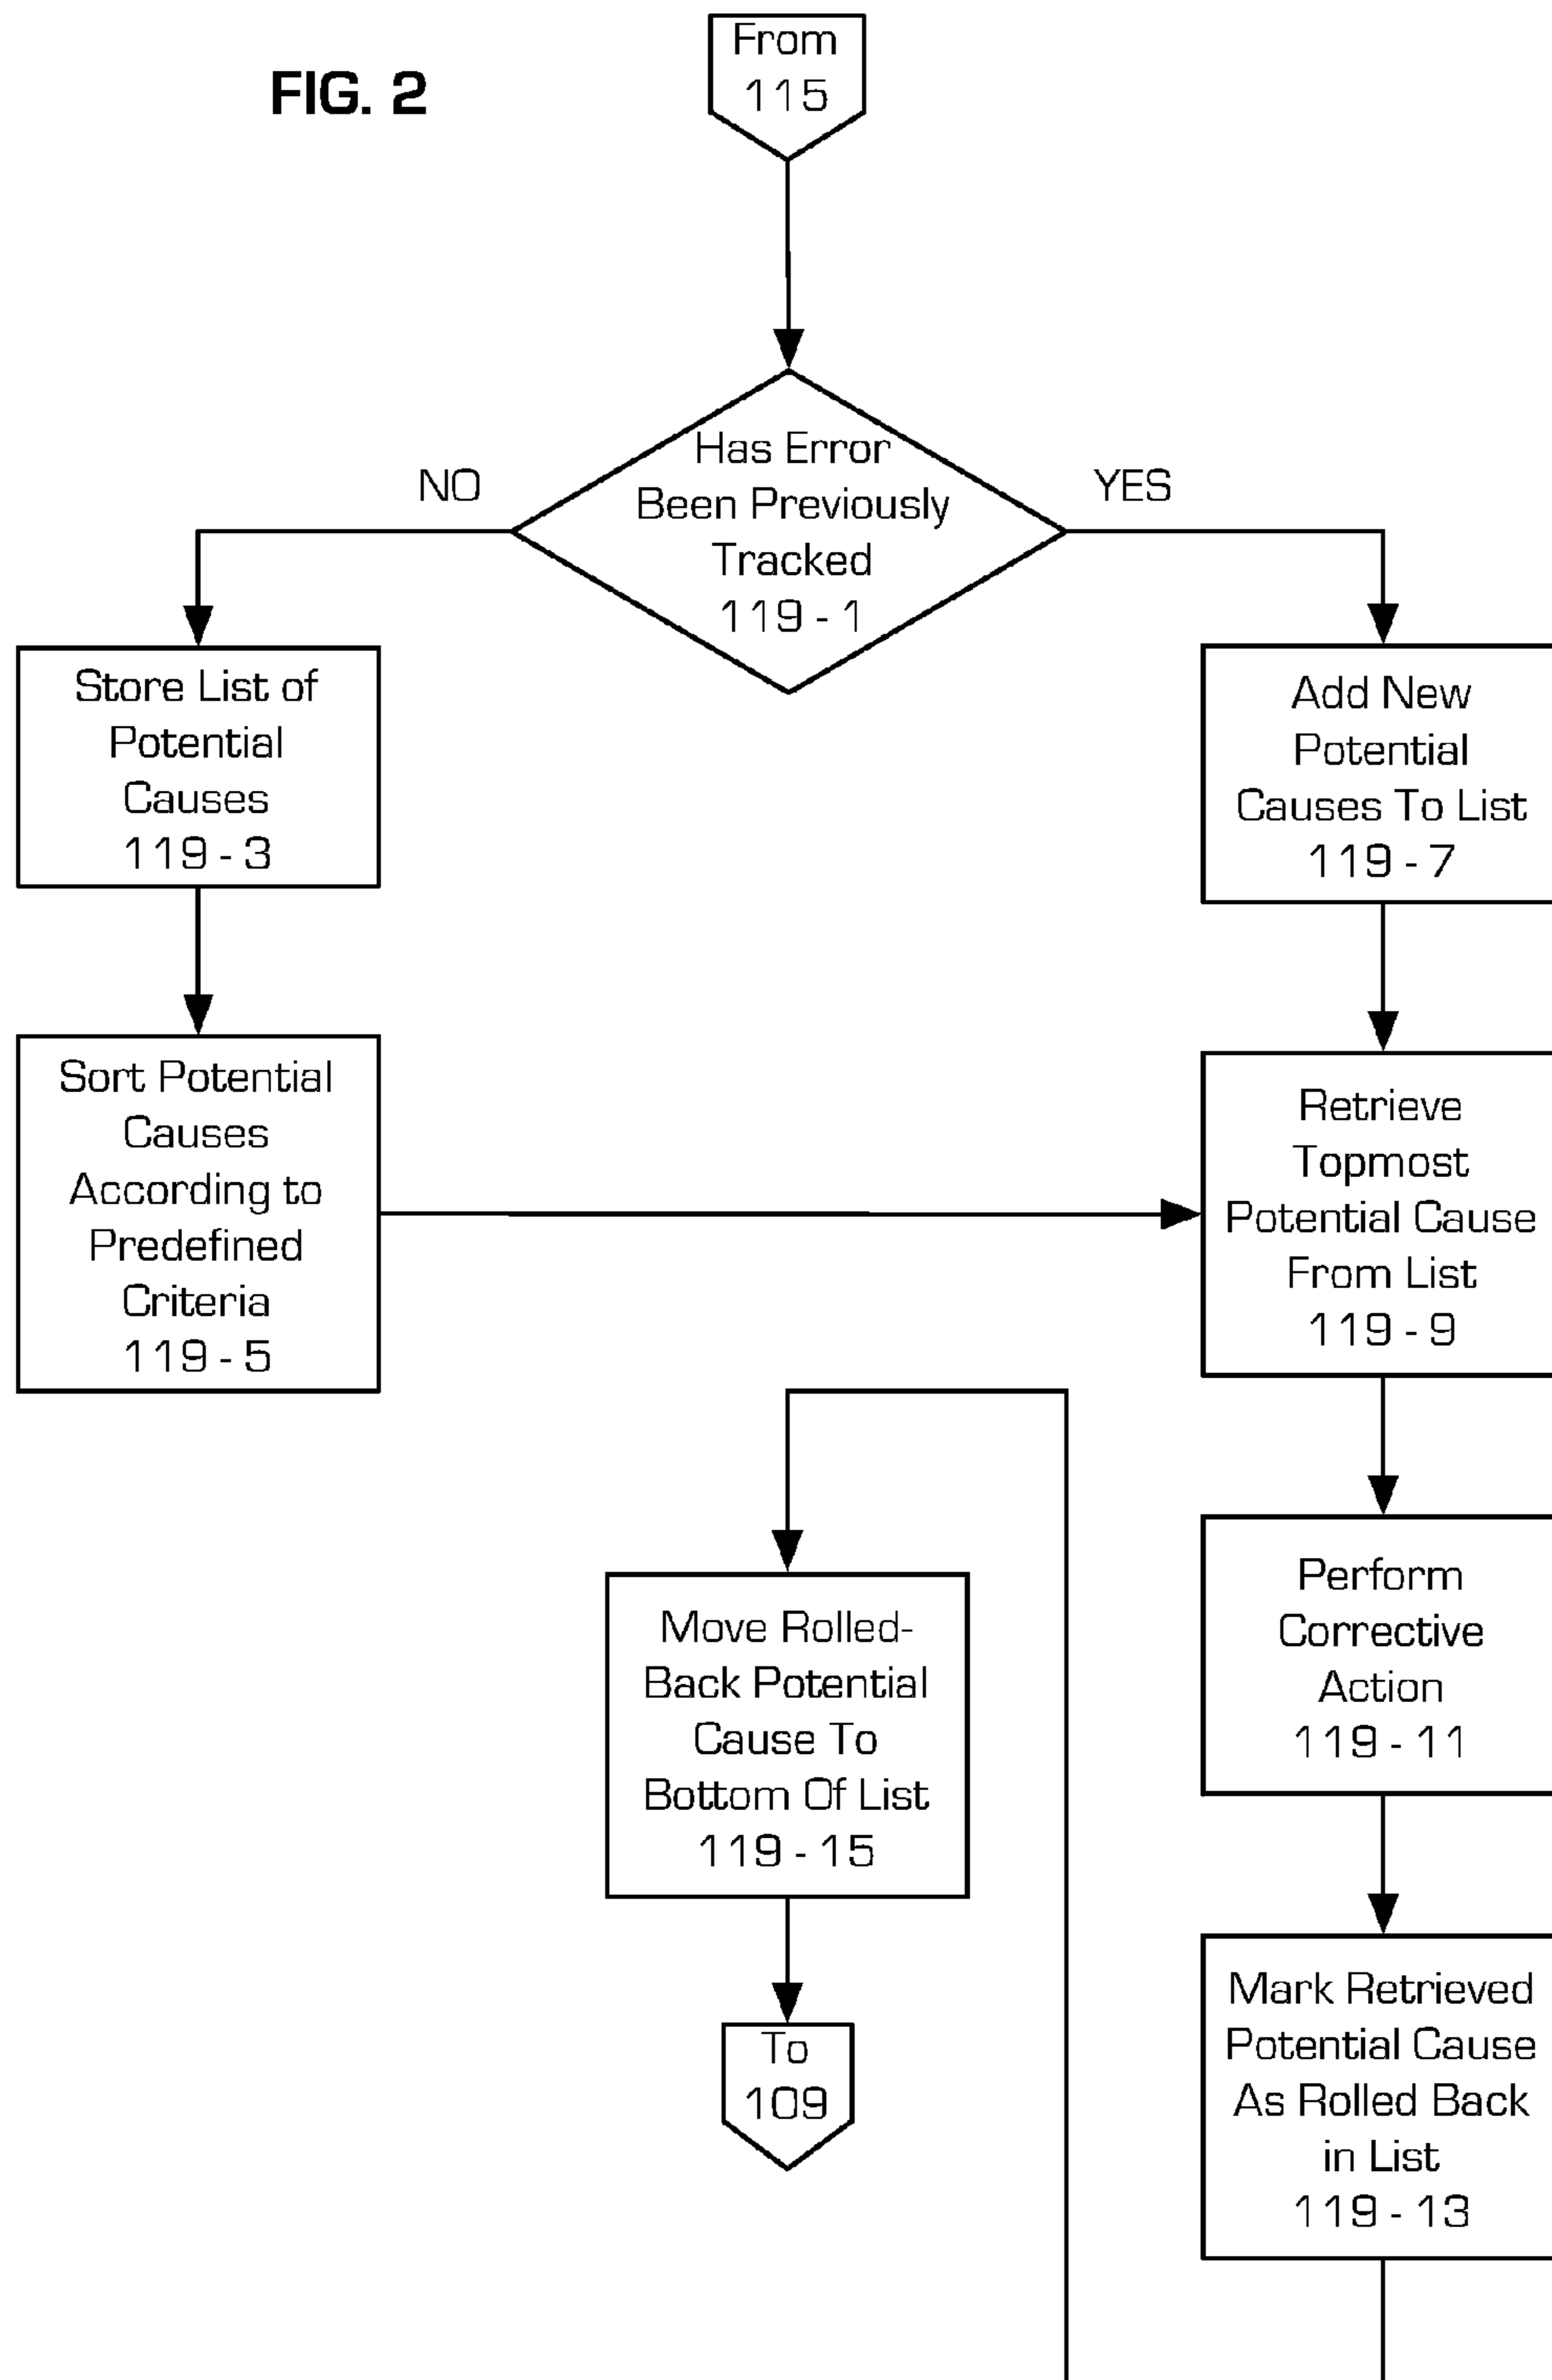 FIG. 2
From
115
Has Error
Been Previously
Tracked
119 - 1
NO
YES
Store List of
Potential
Causes
119 - 3
Add New
Potential
Causes To List
119 - 7
Sort Potential
Causes
According to
Predefined
Criteria
119 - 5
Retrieve
Topmost
Potential Cause
From List
119 - 9
Perform
Corrective
Action
119 - 11
Move Rolled-
Back Potential
Cause To
Bottom Of List
119 - 15
Mark Retrieved
Potential Cause
As Rolled Back
in List
119 - 13
To
109